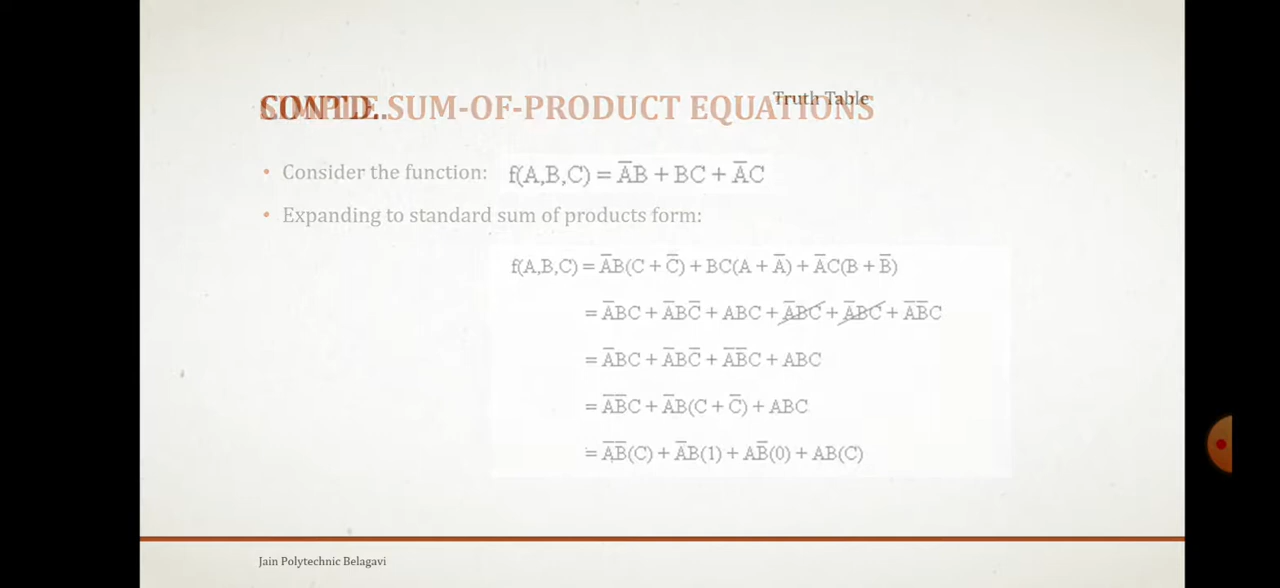 CONTD..
SUM-OF-PRODUCT EQUATIONS
Truth Table
• Consider the function: f(A,B,C) = A̅B + BC + A̅C
• Expanding to standard sum of products form:
f(A,B,C) = A̅B(C + C̅) + BC(A + A̅) + A̅C(B + B̅)
= A̅BC + A̅BC̅ + ABC + A̅BC + A̅BC + A̅B̅C
= A̅BC + A̅BC̅ + A̅B̅C + ABC
= A̅B̅C + A̅B(C + C̅) + ABC
= A̅B̅(C) + A̅B(1) + AB̅(0) + AB(C)
Jain Polytechnic Belagavi